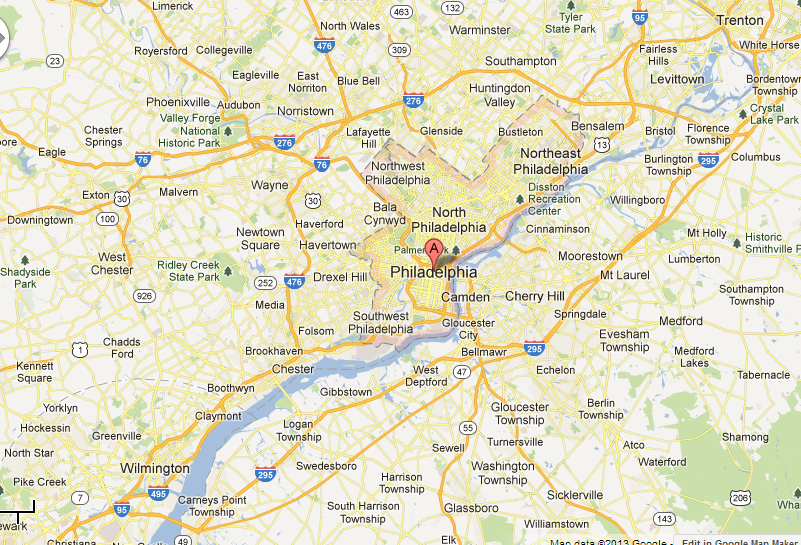 Limerick
North Wales
463
132
Warminster
Tyler
State Park
95
Trenton
476
309
Royersford
Collegeville
White Horse
Fairless
Hills
23
Southampton
Eagleville
East
Norriton
Blue Bell
Levittown
Bordentown
Township
Phoenixville
Audubon
Huntingdon
Valley
276
Norristown
Crystal
Lake Park
Valley Forge
National
Historic Park
Chester
Springs
Lafayette
Hill
Glenside
Bustleton
Bensalem
Bristol
Florence
Township
276
13
Eagle
76
76
Northwest
Philadelphia
Northeast
Philadelphia
Burlington
Township
295
Columbus
Wayne
Exton
30
Malvern
30
Disston
Recreation
Center
Willingboro
Bala
Cynwyd
North
Philadelphia
Downingtown
100
Haverford
Cinnaminson
Newtown
Square
Havertown
Mt Holly
Historic
Smithville P
West
Chester
A
Moorestown
Lumberton
Shadyside
Park
Ridley Creek
State Park
Philadelphia
Mt Laurel
252
476
Drexel Hill
Southampton
Township
926
Media
Camden
Cherry Hill
Springdale
Southwest
Philadelphia
Gloucester
City
Medford
Folsom
Evesham
Township
Chadds
Ford
1
Brookhaven
Bellmawr
295
Medford
Lakes
Kennett
Square
Chester
West
Deptford
47
Echelon
Tabernacle
Boothwyn
Gibbstown
Yorklyn
Claymont
Gloucester
Township
Berlin
Township
Hockessin
Greenville
Logan
Township
55
Turnersville
Shamong
Atco
North Star
Sewell
Waterford
Wilmington
Swedesboro
295
Washington
Township
Pike Creek
495
Harrison
Township
Sicklerville
206
7
95
Carneys Point
Township
South Harrison
Township
Glassboro
Williamstown
143
Wha
ewark
Christiana
49
Elk
Map data ©2013 Google
Edit in Google Map Maker